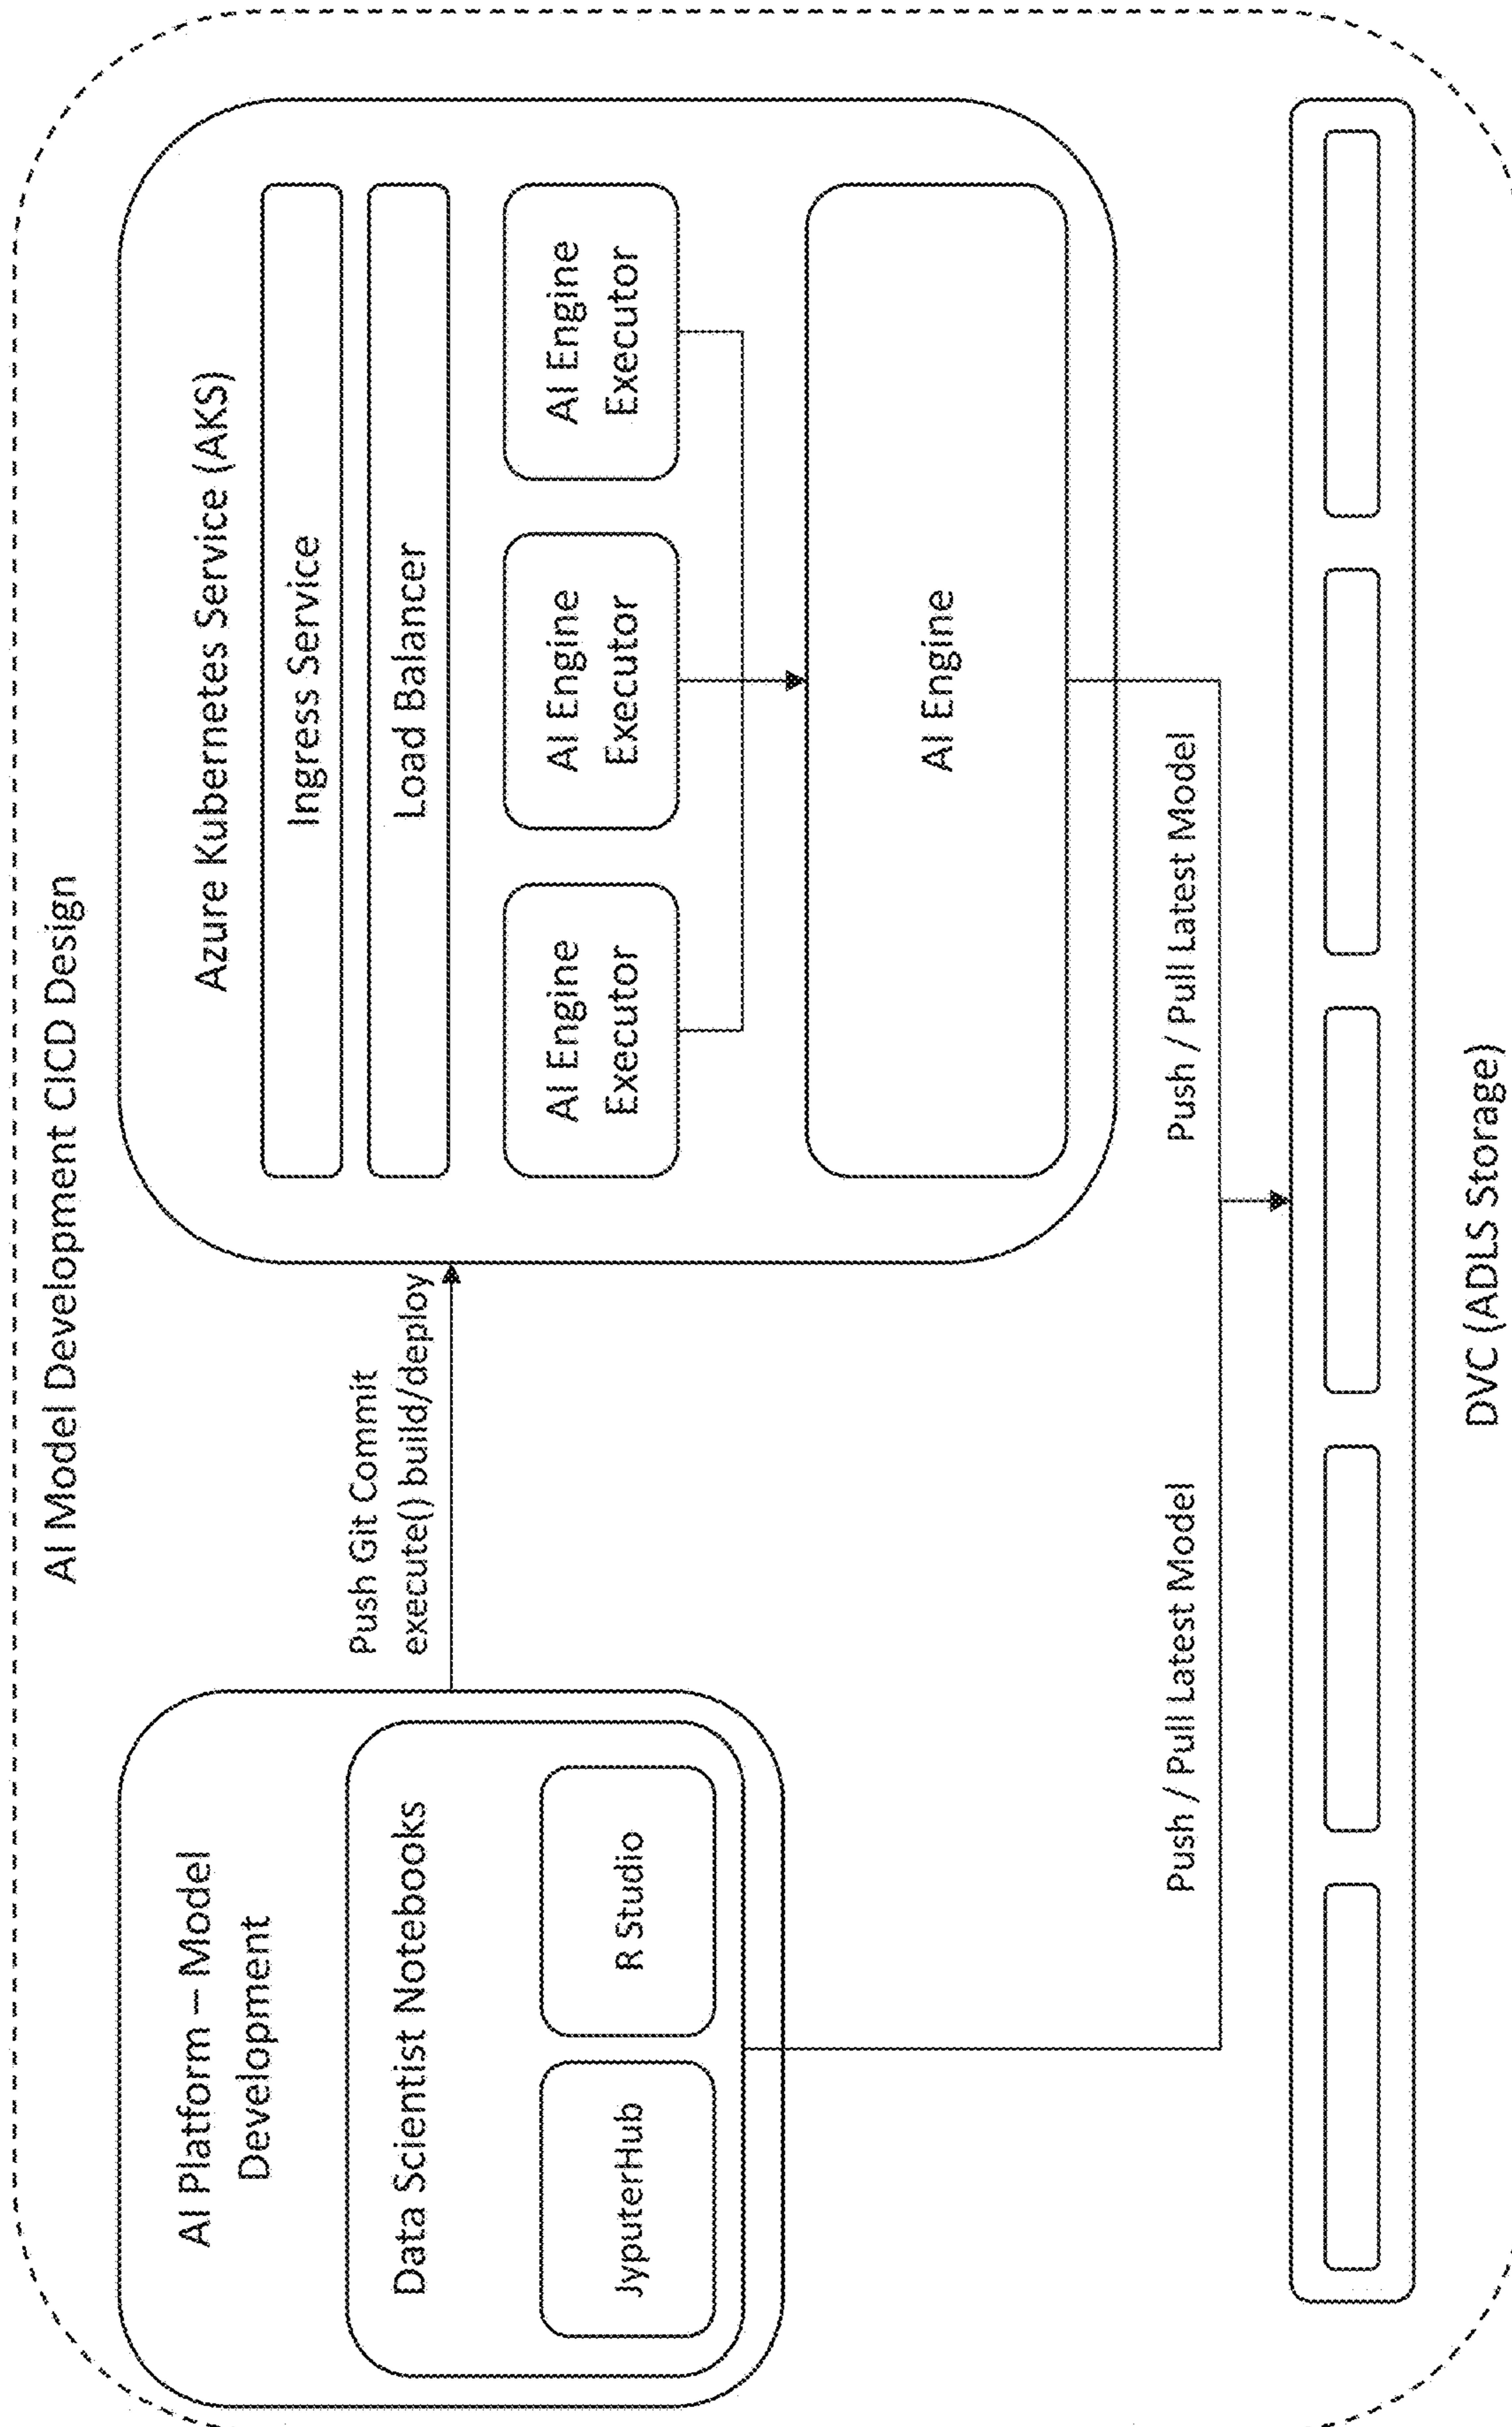 AI Model Development CICD Design
AI Platform – Model
Development
Data Scientist Notebooks
JyputerHub
R Studio
Push Git Commit
execute() build/deploy
Azure Kubernetes Service (AKS)
Ingress Service
Load Balancer
AI Engine
Executor
AI Engine
Executor
AI Engine
Executor
AI Engine
Push / Pull Latest Model
Push / Pull Latest Model
DVC (ADLS Storage)